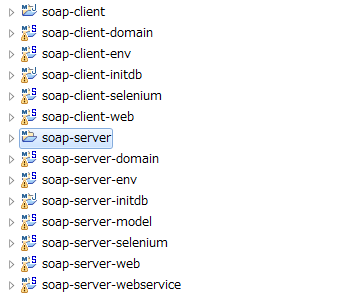 soap-client
soap-client-domain
soap-client-env
soap-client-initdb
soap-client-selenium
soap-client-web
soap-server
soap-server-domain
soap-server-env
soap-server-initdb
soap-server-model
soap-server-selenium
soap-server-web
soap-server-webservice